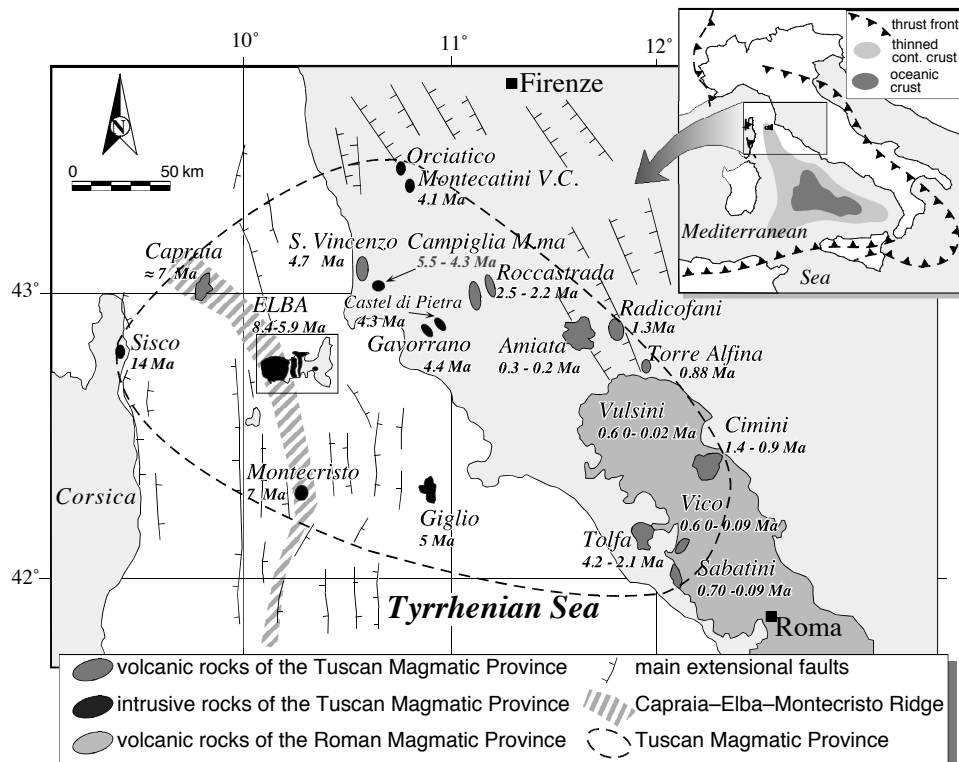 10°
11°
12°
thrust front
thinned
cont. crust
oceanic
crust
Mediterranean
Sea
N
0 50 km
Firenze
Orciatico
Montecatini V.C.
4.1 Ma
S. Vincenzo
4.7 Ma
Campiglia M.ma
5.5 - 4.3 Ma
Capraia
≈ 7 Ma
Roccastrada
2.5 - 2.2 Ma
43°
43°
ELBA
8.4-5.9 Ma
Castel di Pietra
4.3 Ma
Gavorrano
4.4 Ma
Radicofani
1.3Ma
Amiata
0.3 - 0.2 Ma
Sisco
14 Ma
Torre Alfina
0.88 Ma
Vulsini
0.6 0- 0.02 Ma
Cimini
1.4 - 0.9 Ma
Corsica
Montecristo
7 Ma
Giglio
5 Ma
Vico
0.6 0- 0.09 Ma
Tolfa
4.2 - 2.1 Ma
Sabatini
0.70 -0.09 Ma
42°
42°
Tyrrhenian Sea
Roma
volcanic rocks of the Tuscan Magmatic Province
main extensional faults
intrusive rocks of the Tuscan Magmatic Province
Capraia–Elba–Montecristo Ridge
volcanic rocks of the Roman Magmatic Province
Tuscan Magmatic Province